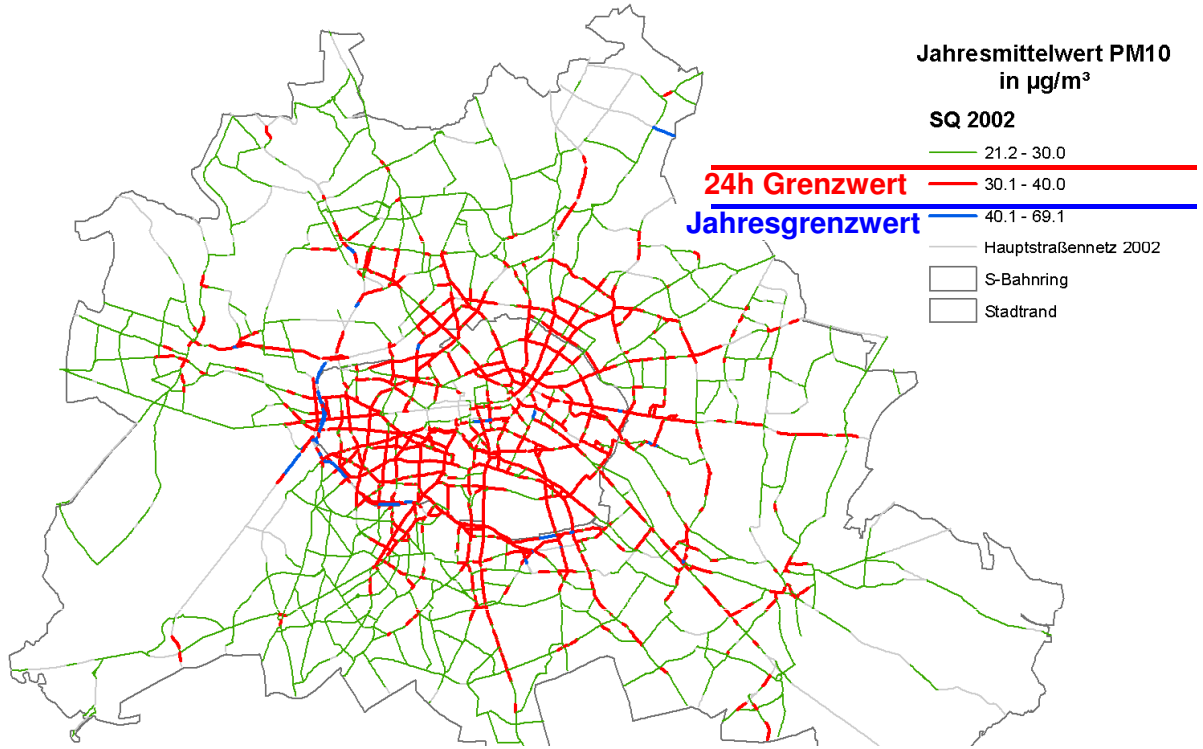 Jahresmittelwert PM10
in µg/m³
SQ 2002
21.2 - 30.0
24h Grenzwert
30.1 - 40.0
Jahresgrenzwert
40.1 - 69.1
Hauptstraßennetz 2002
S-Bahnring
Stadtrand